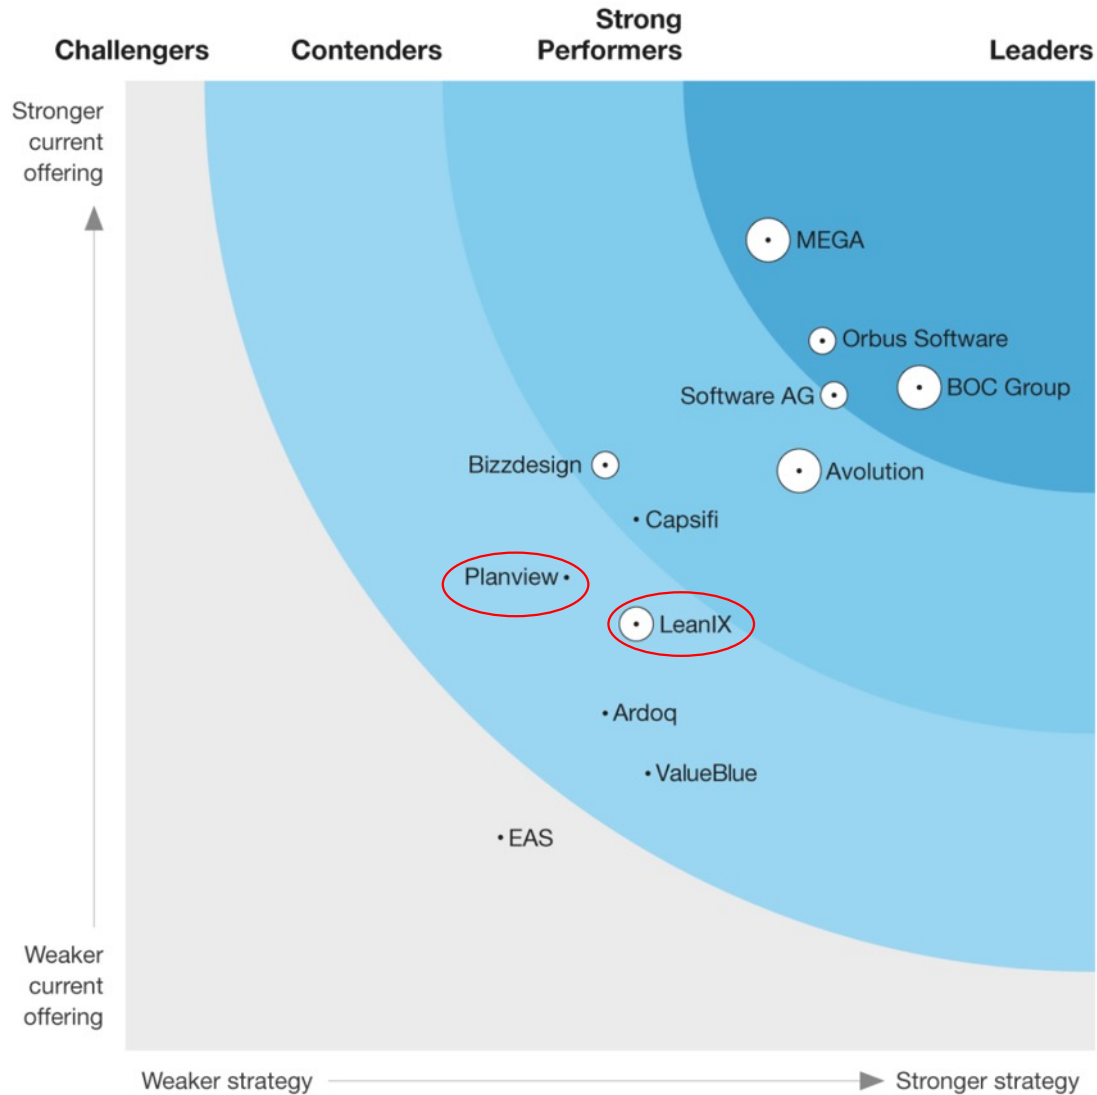 Strong
Challengers Contenders Performers Leaders
Stronger
current
offering
MEGA
Orbus Software
BOC Group
Software AG
Bizzdesign
Avolution
Capsifi
Planview
LeanIX
Ardoq
ValueBlue
EAS
Weaker
current
offering
Weaker strategy
Stronger strategy